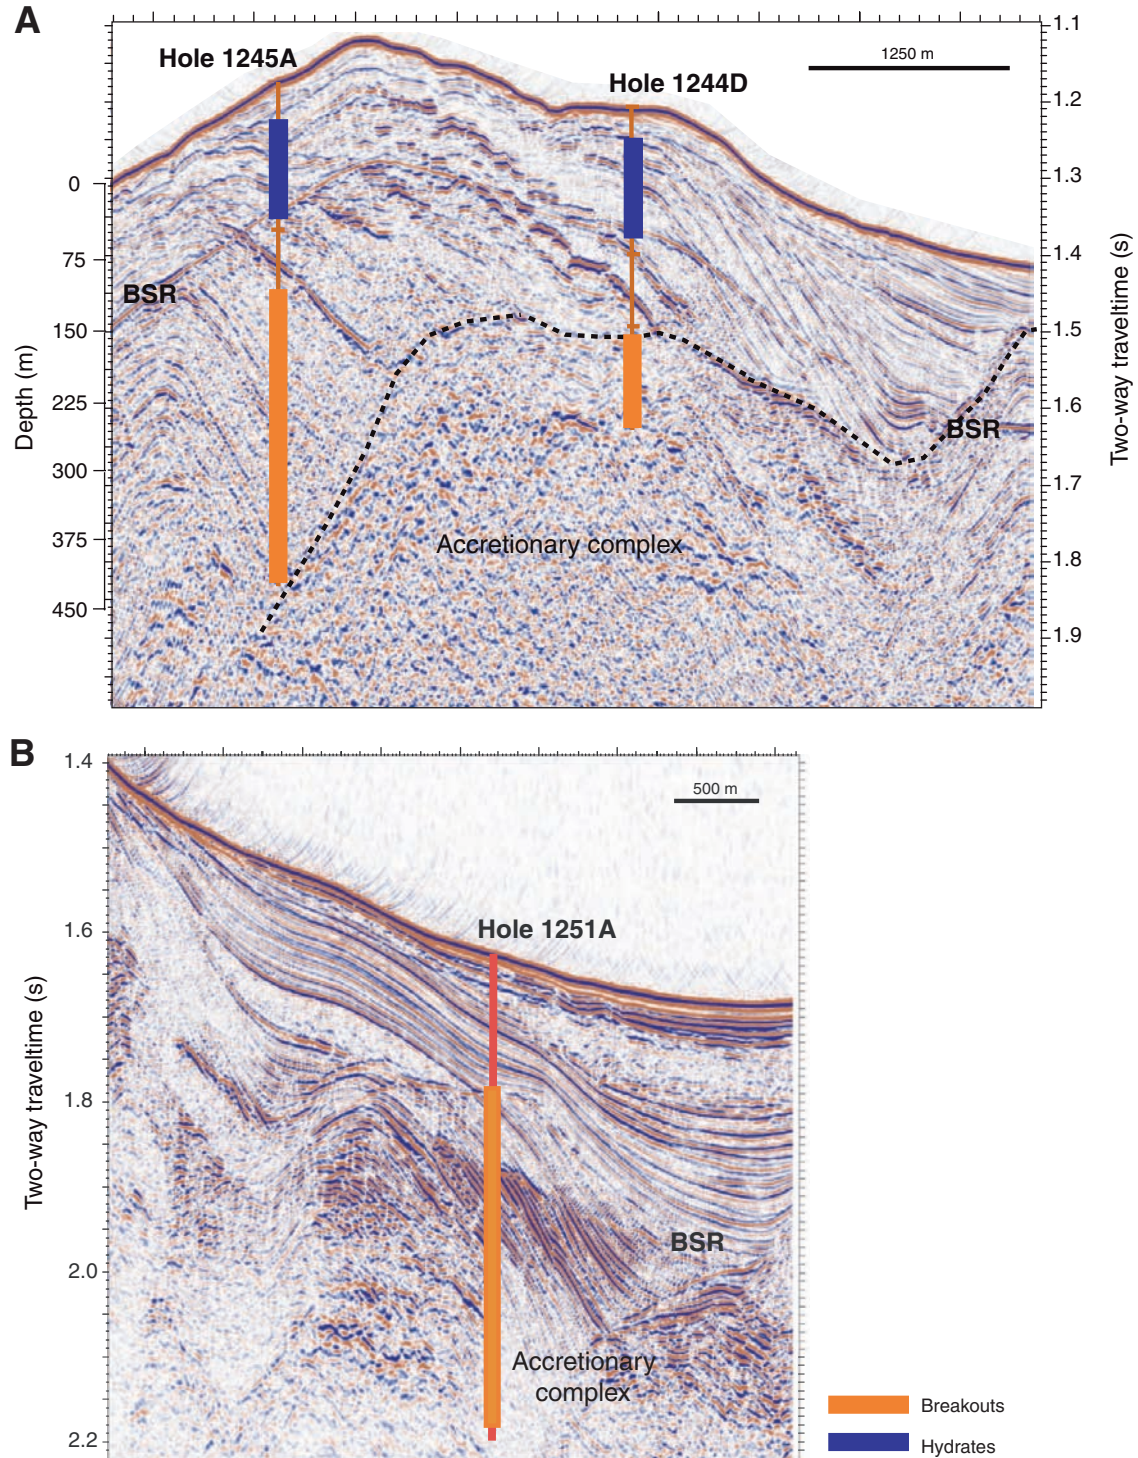 A
Hole 1245A
Hole 1244D
1250 m
1.1
1.2
1.3
1.4
1.5
1.6
1.7
1.8
1.9
Two-way traveltime (s)
0
75
150
225
300
375
450
Depth (m)
BSR
BSR
Accretionary complex
B
1.4
1.6
1.8
2.0
2.2
Two-way traveltime (s)
500 m
Hole 1251A
BSR
Accretionary
complex
Breakouts
Hydrates